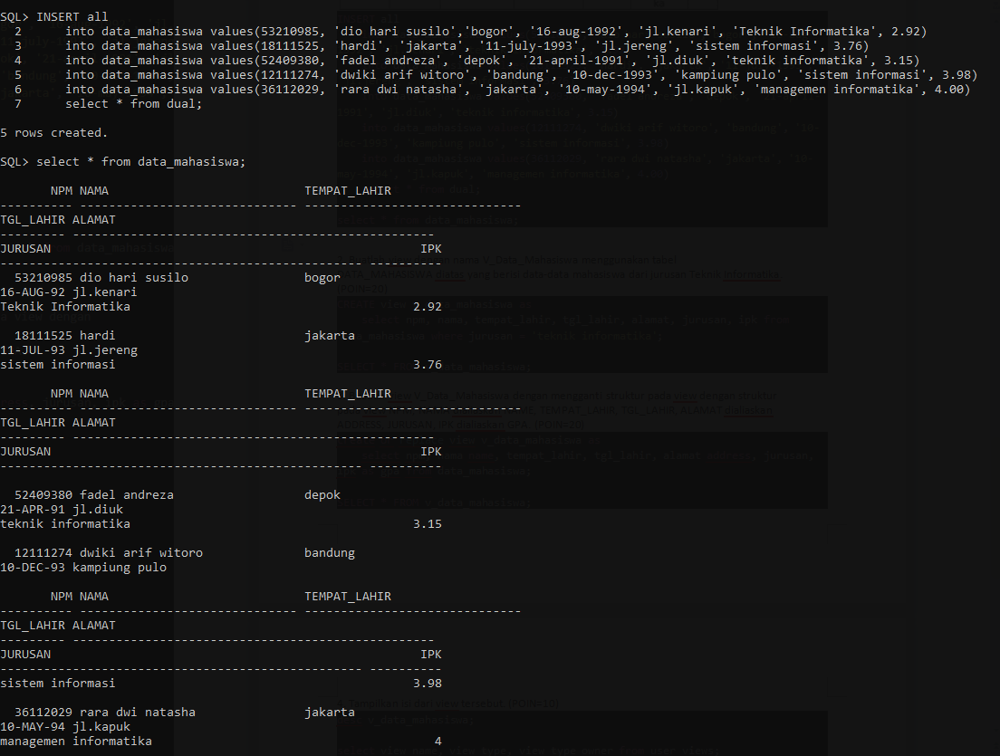 SQL> INSERT all
  2      into data_mahasiswa values(53210985, 'dio hari susilo','bogor', '16-aug-1992', 'jl.kenari', 'Teknik Informatika', 2.92)
  3      into data_mahasiswa values(18111525, 'hardi', 'jakarta', '11-july-1993', 'jl.jereng', 'sistem informasi', 3.76)
  4      into data_mahasiswa values(52409380, 'fadel andreza', 'depok', '21-april-1991', 'jl.diuk', 'teknik informatika', 3.15)
  5      into data_mahasiswa values(12111274, 'dwiki arif witoro', 'bandung', '10-dec-1993', 'kampiung pulo', 'sistem informasi', 3.98)
  6      into data_mahasiswa values(36112029, 'rara dwi natasha', 'jakarta', '10-may-1994', 'jl.kapuk', 'managemen informatika', 4.00)
  7      select * from dual;
5 rows created.
SQL> select * from data_mahasiswa;
       NPM NAMA                           TEMPAT_LAHIR
---------- ------------------------------ ------------------------------
TGL_LAHIR ALAMAT
--------- --------------------------------------------------
JURUSAN                                                   IPK
-------------------------------------------------- ----------
  53210985 dio hari susilo                bogor
16-AUG-92 jl.kenari
Teknik Informatika                                       2.92
  18111525 hardi                          jakarta
11-JUL-93 jl.jereng
sistem informasi                                         3.76
       NPM NAMA                           TEMPAT_LAHIR
---------- ------------------------------ ------------------------------
TGL_LAHIR ALAMAT
--------- --------------------------------------------------
JURUSAN                                                   IPK
-------------------------------------------------- ----------
  52409380 fadel andreza                  depok
21-APR-91 jl.diuk
teknik informatika                                       3.15
  12111274 dwiki arif witoro              bandung
10-DEC-93 kampiung pulo
       NPM NAMA                           TEMPAT_LAHIR
---------- ------------------------------ ------------------------------
TGL_LAHIR ALAMAT
--------- --------------------------------------------------
JURUSAN                                                   IPK
-------------------------------------------------- ----------
sistem informasi                                         3.98
  36112029 rara dwi natasha               jakarta
10-MAY-94 jl.kapuk
managemen informatika                                       4